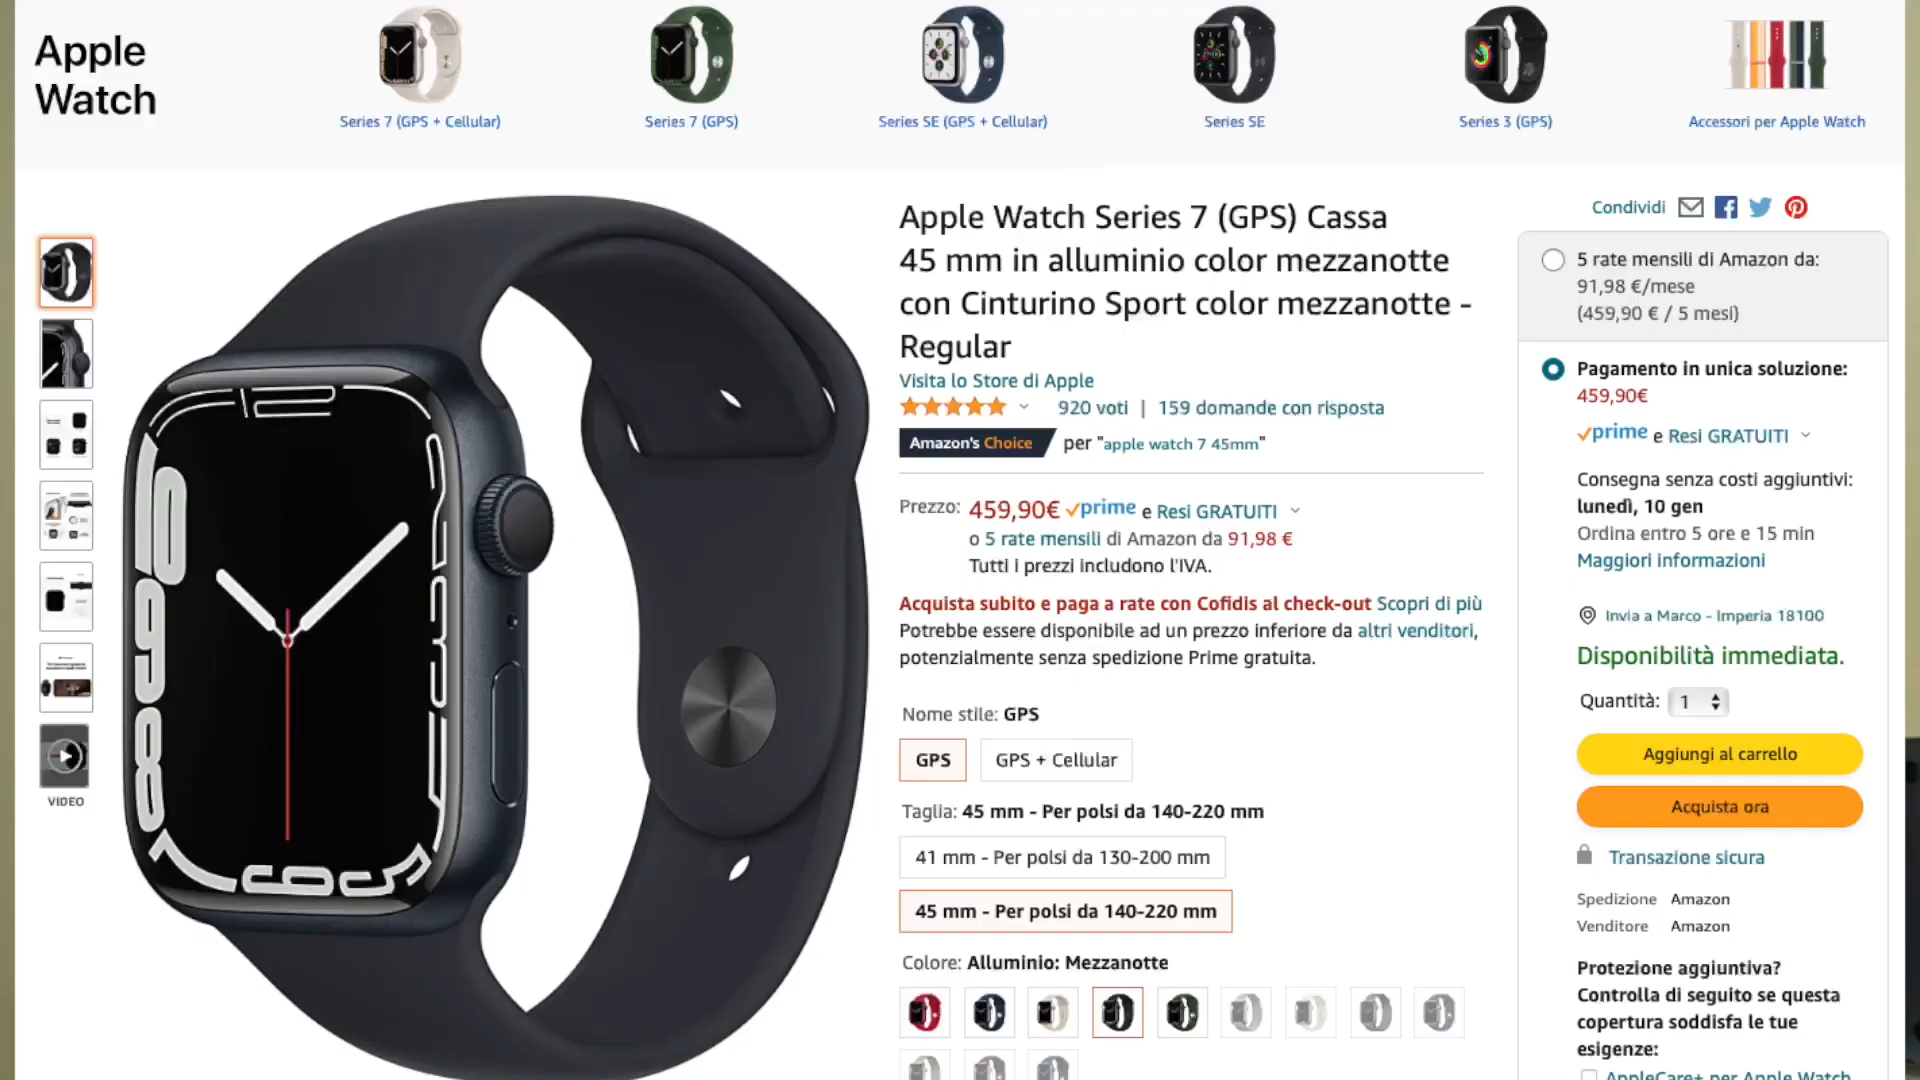 Apple
Watch
Series 7 (GPS + Cellular)
Series 7 (GPS)
Series SE (GPS + Cellular)
Series SE
Series 3 (GPS)
Accessori per Apple Watch
VIDEO
Apple Watch Series 7 (GPS) Cassa
45 mm in alluminio color mezzanotte
con Cinturino Sport color mezzanotte -
Regular
Visita lo Store di Apple
920 voti | 159 domande con risposta
Amazon's Choice per "apple watch 7 45mm"
Prezzo: 459,90€ prime e Resi GRATUITI
o 5 rate mensili di Amazon da 91,98 €
Tutti i prezzi includono l'IVA.
Acquista subito e paga a rate con Cofidis al check-out Scopri di più
Potrebbe essere disponibile ad un prezzo inferiore da altri venditori,
potenzialmente senza spedizione Prime gratuita.
Nome stile: GPS
GPS
GPS + Cellular
Taglia: 45 mm - Per polsi da 140-220 mm
41 mm - Per polsi da 130-200 mm
45 mm - Per polsi da 140-220 mm
Colore: Alluminio: Mezzanotte
Condividi
5 rate mensili di Amazon da:
91,98 €/mese
(459,90 € / 5 mesi)
Pagamento in unica soluzione:
459,90€
prime e Resi GRATUITI
Consegna senza costi aggiuntivi:
lunedì, 10 gen
Ordina entro 5 ore e 15 min
Maggiori informazioni
Invia a Marco - Imperia 18100
Disponibilità immediata.
Quantità: 1
Aggiungi al carrello
Acquista ora
Transazione sicura
Spedizione Amazon
Venditore Amazon
Protezione aggiuntiva?
Controlla di seguito se questa
copertura soddisfa le tue
esigenze:
AppleCare+ per Apple Watch